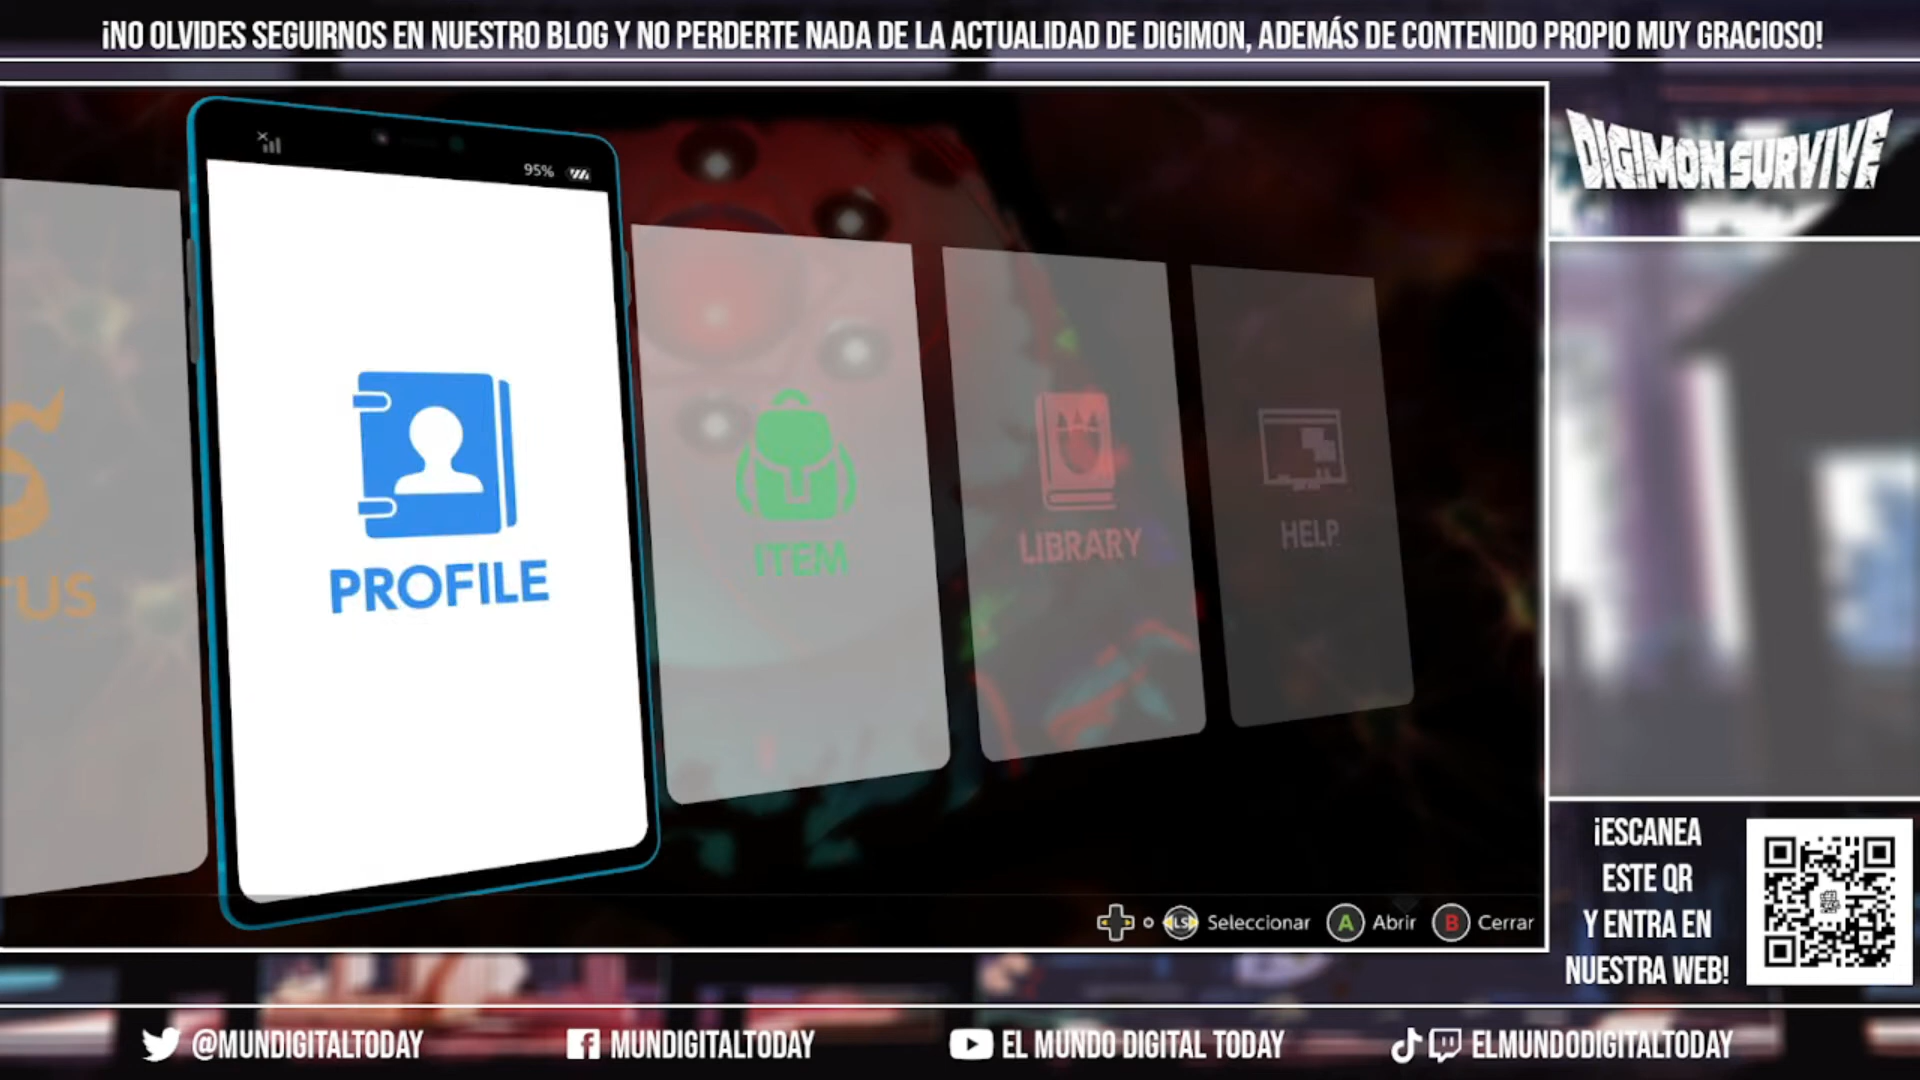 ¡NO OLVIDES SEGUIRNOS EN NUESTRO BLOG Y NO PERDERTE NADA DE LA ACTUALIDAD DE DIGIMON, ADEMÁS DE CONTENIDO PROPIO MUY GRACIOSO!
DIGIMON SURVIVE
95%
TUS
PROFILE
ITEM
LIBRARY
HELP
o LS Seleccionar A Abrir B Cerrar
¡ESCANEA
ESTE QR
Y ENTRA EN
NUESTRA WEB!
@MUNDIGITALTODAY
MUNDIGITALTODAY
EL MUNDO DIGITAL TODAY
ELMUNDODIGITALTODAY